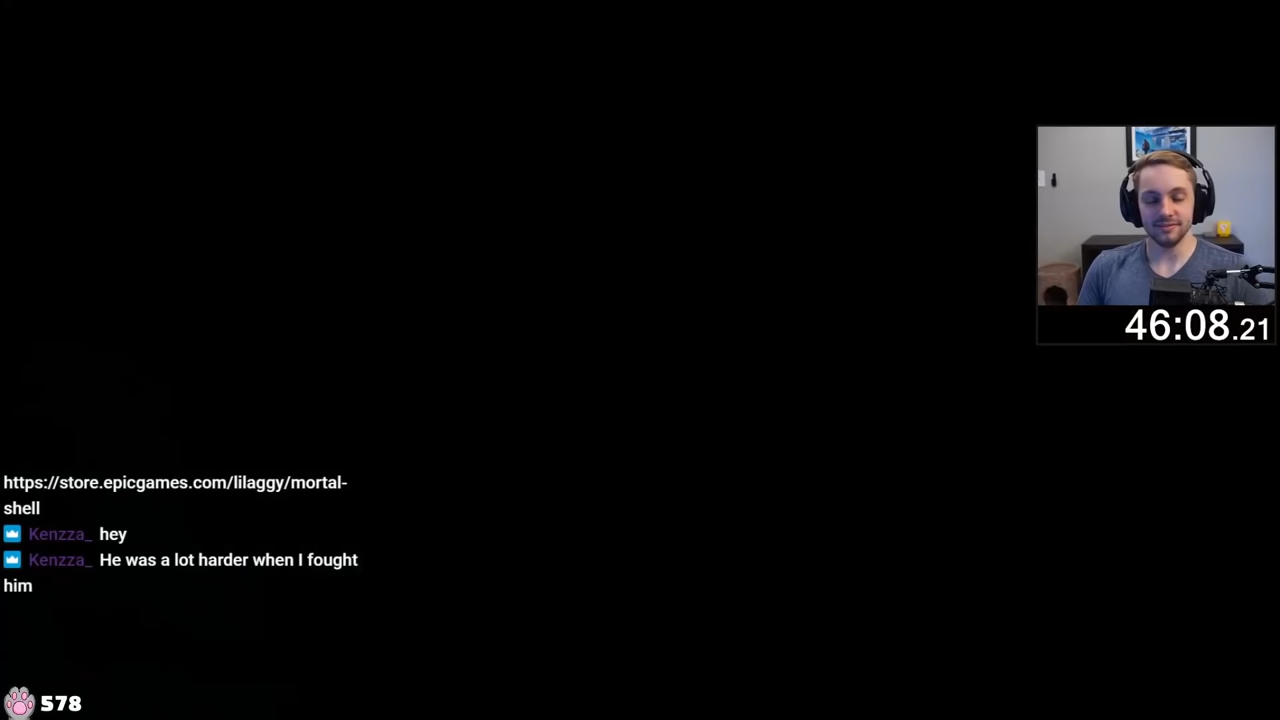 46:08.21
https://store.epicgames.com/lilaggy/mortal-
shell
Kenzza_ hey
Kenzza_ He was a lot harder when I fought
him
578